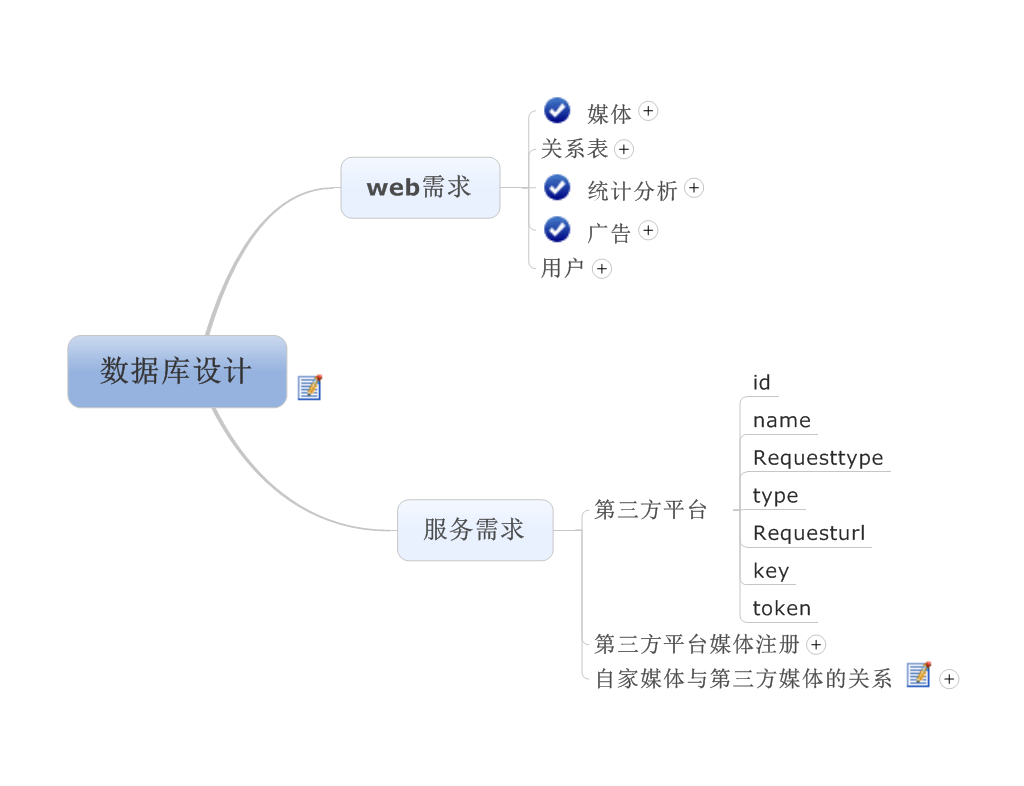 数据库设计
web需求
媒体
关系表
统计分析
广告
用户
服务需求
第三方平台
id
name
Requesttype
type
Requesturl
key
token
第三方平台媒体注册
自家媒体与第三方媒体的关系